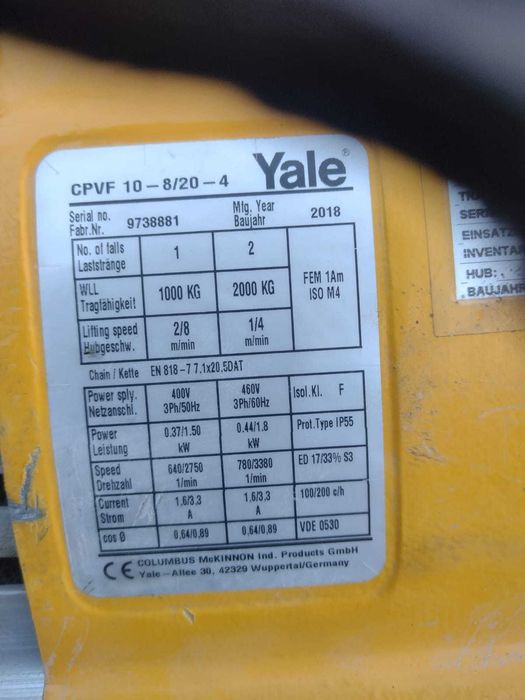 Yale®
CPVF 10-8/20-4
Serial no. Fabr.Nr. 9738881 Mfg. Year Baujahr 2018
No. of falls Laststränge 1 2
FEM 1Am ISO M4
WLL Tragfähigkeit 1000 KG 2000 KG
Lifting speed Hubgeschw. 2/8 m/min 1/4 m/min
Chain / Kette EN 818-7 7.1x20.5DAT
Power sply. Netzanschl. 400V 3Ph/50Hz 460V 3Ph/60Hz Isol.Kl. F
Power Leistung 0.37/1.50 kW 0.44/1.8 kW Prot.Type IP55
Speed Drehzahl 640/2750 1/min 780/3380 1/min ED 17/33% S3
Current Strom 1,6/3,3 A 1,6/3,3 A 100/200 c/h
cos Ø 0,64/0,89 0,64/0,89 VDE 0530
CE COLUMBUS McKINNON Ind. Products GmbH
Yale-Allee 30, 42329 Wuppertal/Germany
EINSATZ
INVENTAR
HUB:
BAUJAHR